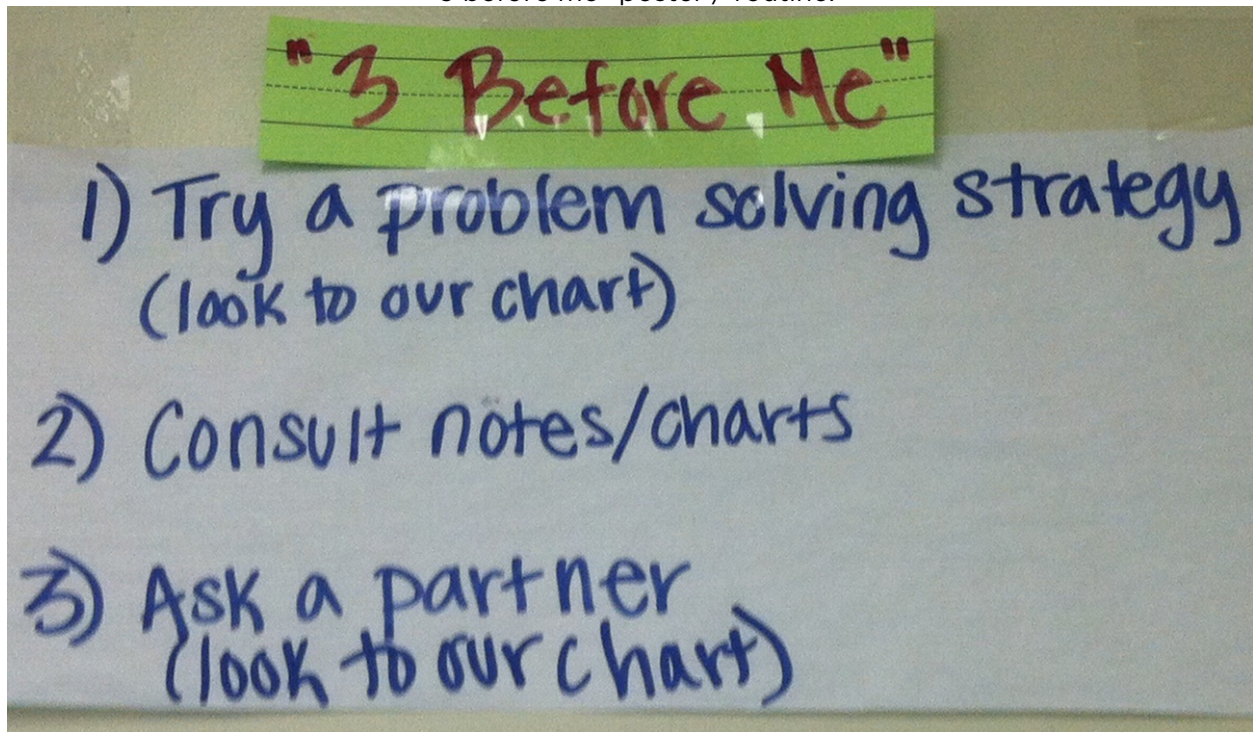 "3 Before Me"
1) Try a problem solving strategy
(look to our chart)
2) Consult notes/charts
3) Ask a partner
(look to our chart)